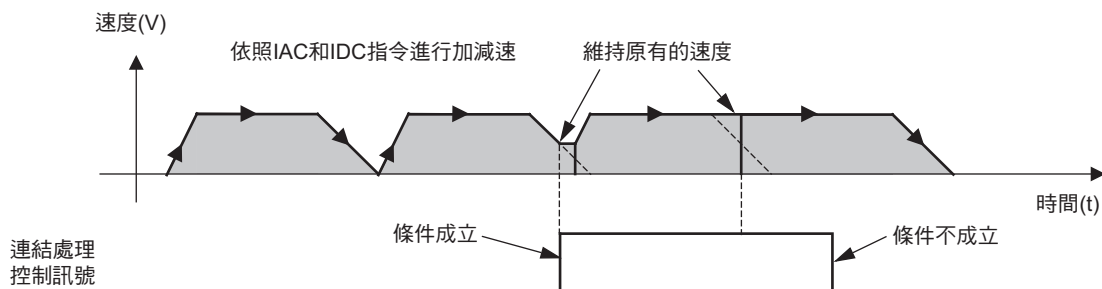 速度(V)
依照IAC和IDC指令進行加減速
維持原有的速度
時間(t)
條件成立
條件不成立
連結處理
控制訊號